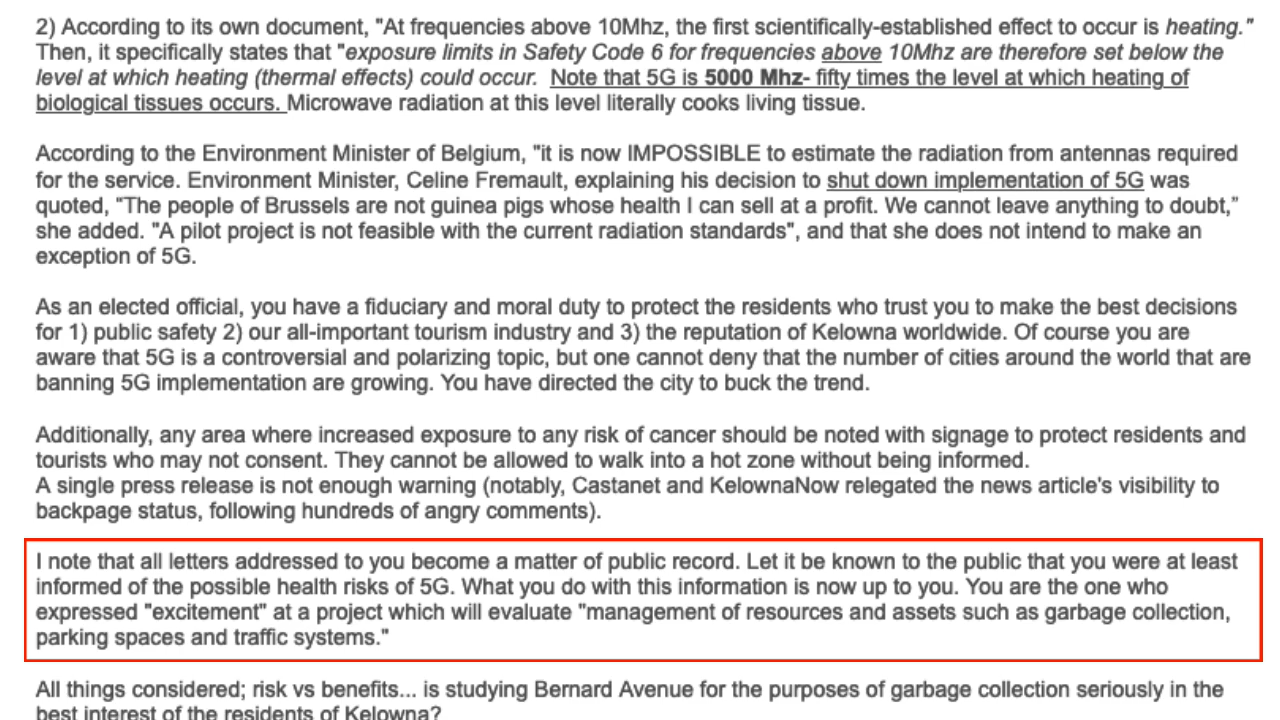 2) According to its own document, "At frequencies above 10Mhz, the first scientifically-established effect to occur is heating."
Then, it specifically states that "exposure limits in Safety Code 6 for frequencies above 10Mhz are therefore set below the
level at which heating (thermal effects) could occur.  Note that 5G is 5000 Mhz- fifty times the level at which heating of
biological tissues occurs. Microwave radiation at this level literally cooks living tissue.
According to the Environment Minister of Belgium, "it is now IMPOSSIBLE to estimate the radiation from antennas required
for the service. Environment Minister, Celine Fremault, explaining his decision to shut down implementation of 5G was
quoted, "The people of Brussels are not guinea pigs whose health I can sell at a profit. We cannot leave anything to doubt,”
she added. "A pilot project is not feasible with the current radiation standards", and that she does not intend to make an
exception of 5G.
As an elected official, you have a fiduciary and moral duty to protect the residents who trust you to make the best decisions
for 1) public safety 2) our all-important tourism industry and 3) the reputation of Kelowna worldwide. Of course you are
aware that 5G is a controversial and polarizing topic, but one cannot deny that the number of cities around the world that are
banning 5G implementation are growing. You have directed the city to buck the trend.
Additionally, any area where increased exposure to any risk of cancer should be noted with signage to protect residents and
tourists who may not consent. They cannot be allowed to walk into a hot zone without being informed.
A single press release is not enough warning (notably, Castanet and KelownaNow relegated the news article's visibility to
backpage status, following hundreds of angry comments).
I note that all letters addressed to you become a matter of public record. Let it be known to the public that you were at least
informed of the possible health risks of 5G. What you do with this information is now up to you. You are the one who
expressed "excitement" at a project which will evaluate "management of resources and assets such as garbage collection,
parking spaces and traffic systems."
All things considered; risk vs benefits... is studying Bernard Avenue for the purposes of garbage collection seriously in the
best interest of the residents of Kelowna?